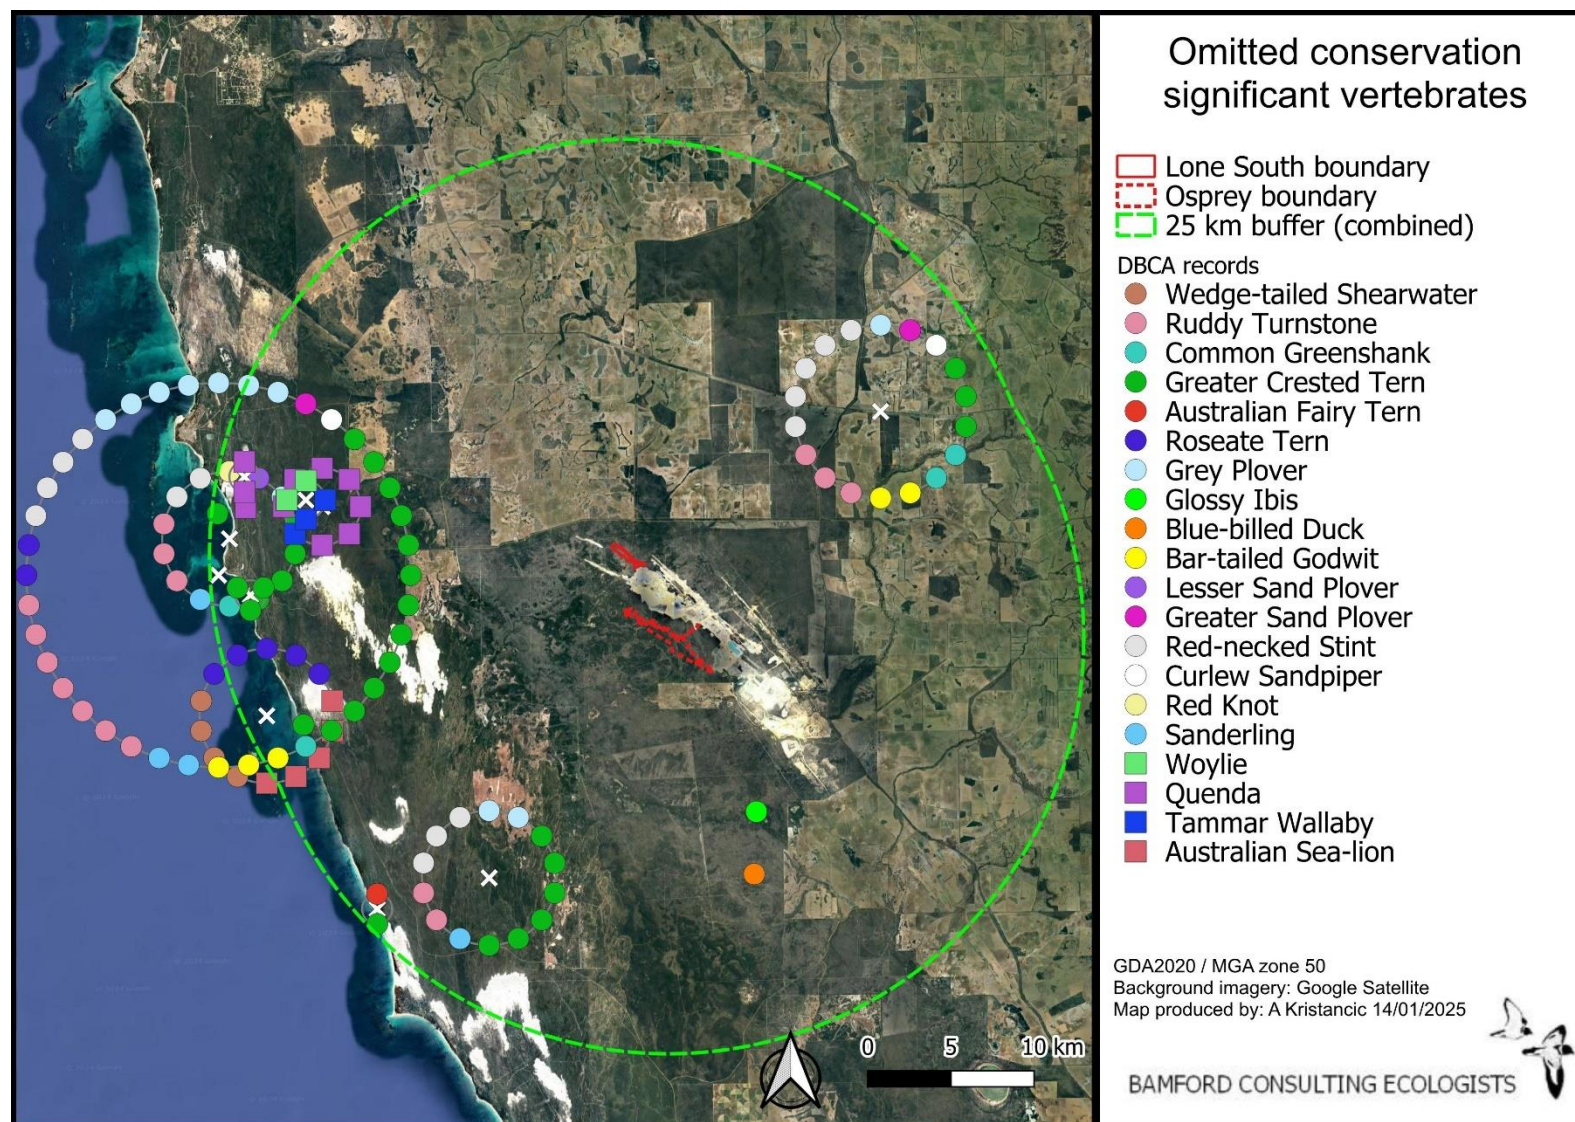 Omitted conservation
significant vertebrates
Lone South boundary
Osprey boundary
25 km buffer (combined)
DBCA records
Wedge-tailed Shearwater
Ruddy Turnstone
Common Greenshank
Greater Crested Tern
Australian Fairy Tern
Roseate Tern
Grey Plover
Glossy Ibis
Blue-billed Duck
Bar-tailed Godwit
Lesser Sand Plover
Greater Sand Plover
Red-necked Stint
Curlew Sandpiper
Red Knot
Sanderling
Woylie
Quenda
Tammar Wallaby
Australian Sea-lion
GDA2020 / MGA zone 50
Background imagery: Google Satellite
Map produced by: A Kristancic 14/01/2025
BAMFORD CONSULTING ECOLOGISTS
0 5 10 km